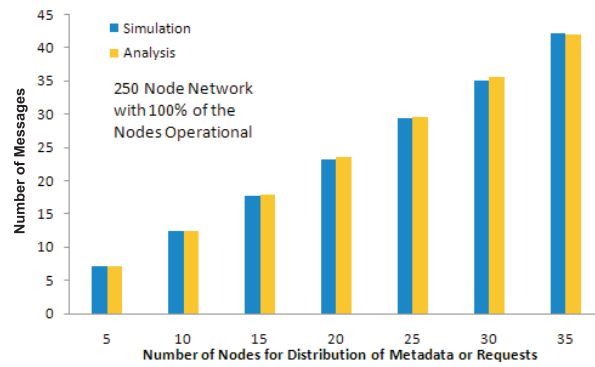 45
40
35
30
25
20
15
10
5
0
Number of Messages
Simulation
Analysis
250 Node Network
with 100% of the
Nodes Operational
5 10 15 20 25 30 35
Number of Nodes for Distribution of Metadata or Requests